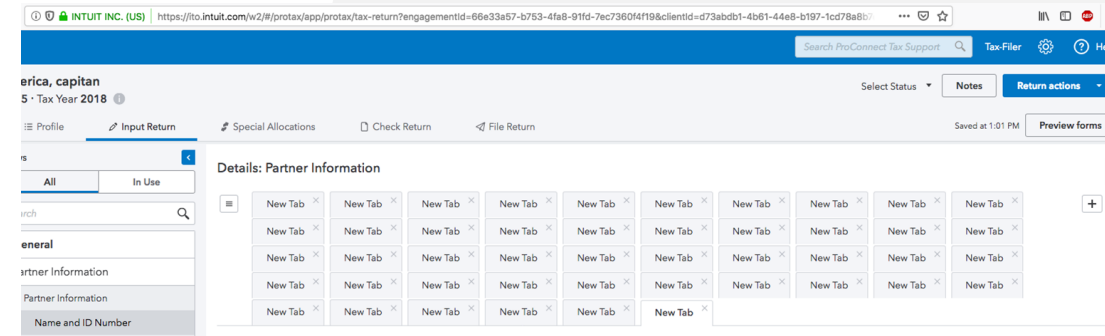 INTUIT INC. (US) https://ito.intuit.com/w2/#/protax/app/protax/tax-return?engagementId=66e33a57-b753-4fa8-91fd-7ec7360f4f19&clientId=d73abdb1-4b61-44e8-b197-1cd78a8b7 ABP
Search ProConnect Tax Support Tax-Filer He
erica, capitan
5 · Tax Year 2018
Select Status Notes Return actions
Profile Input Return Special Allocations Check Return File Return Saved at 1:01 PM Preview forms
Details: Partner Information
All In Use
New Tab New Tab New Tab New Tab New Tab New Tab New Tab New Tab New Tab New Tab
New Tab New Tab New Tab New Tab New Tab New Tab New Tab New Tab New Tab New Tab
New Tab New Tab New Tab New Tab New Tab New Tab New Tab New Tab New Tab New Tab
New Tab New Tab New Tab New Tab New Tab New Tab New Tab New Tab New Tab New Tab
New Tab New Tab New Tab New Tab New Tab New Tab
arch
eneral
artner Information
Partner Information
Name and ID Number